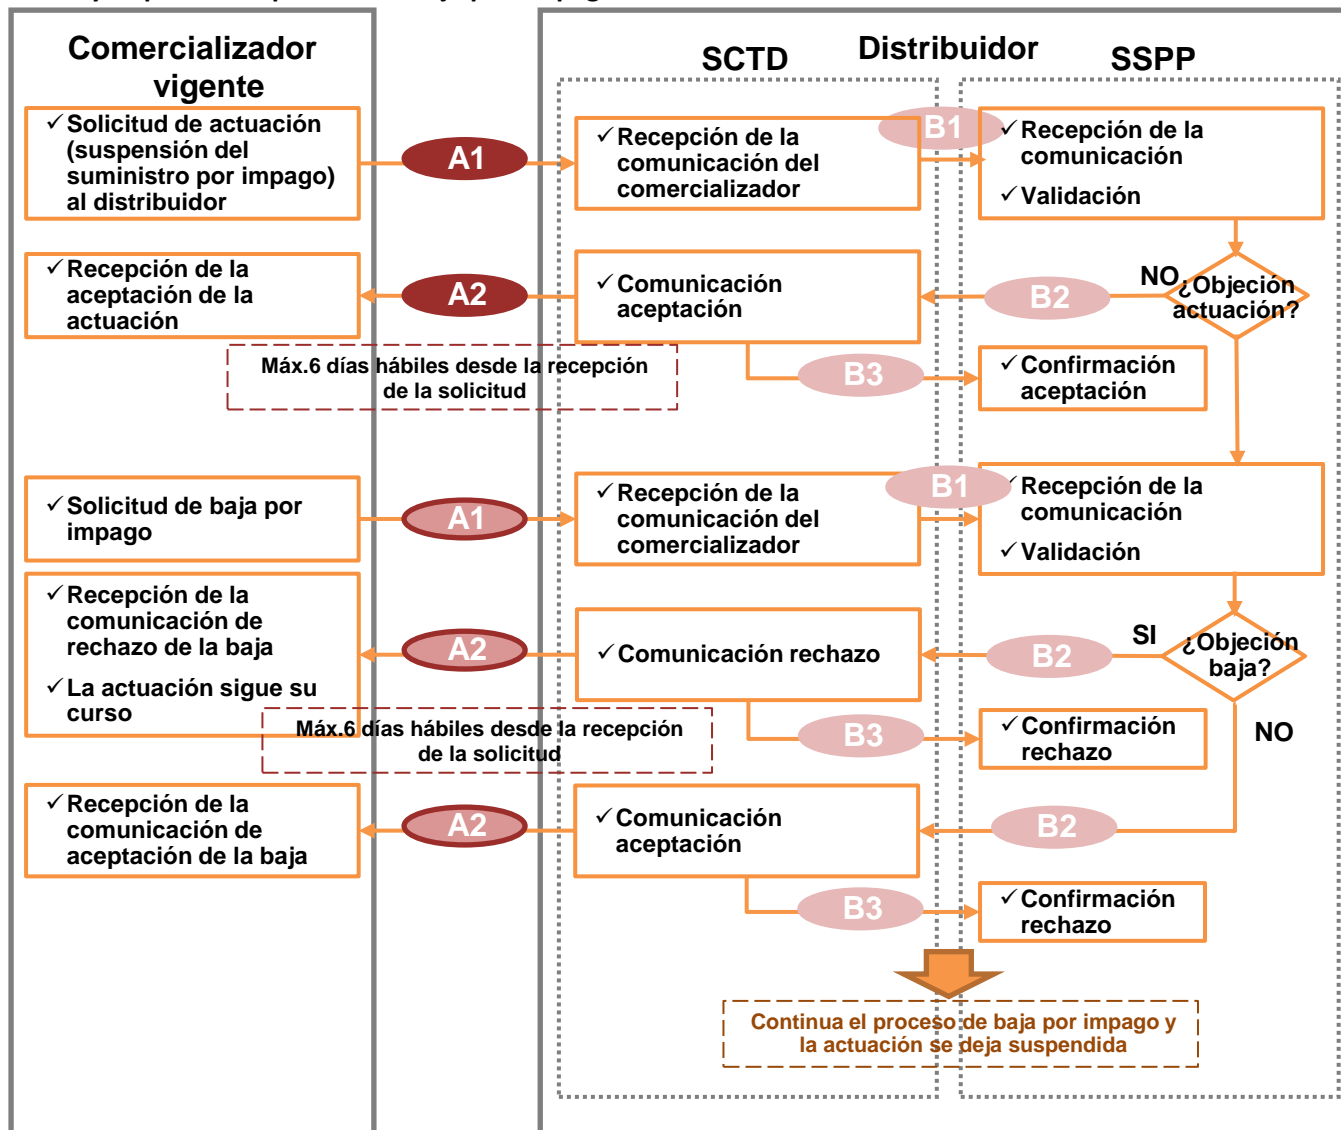 Comercializador
vigente
Distribuidor
SCTD
SSPP
✓ Solicitud de actuación
(suspensión del
suministro por impago)
al distribuidor
A1
✓ Recepción de la
comunicación del
comercializador
B1
✓ Recepción de la
comunicación
✓ Validación
✓ Recepción de la
aceptación de la
actuación
A2
✓ Comunicación
aceptación
B2
NO
¿Objeción
actuación?
Máx.6 días hábiles desde la recepción
de la solicitud
B3
✓ Confirmación
aceptación
✓ Solicitud de baja por
impago
A1
✓ Recepción de la
comunicación del
comercializador
B1
✓ Recepción de la
comunicación
✓ Validación
✓ Recepción de la
comunicación de
rechazo de la baja
✓ La actuación sigue su
curso
A2
✓ Comunicación rechazo
B2
SI
¿Objeción
baja?
Máx.6 días hábiles desde la recepción
de la solicitud
B3
✓ Confirmación
rechazo
NO
✓ Recepción de la
comunicación de
aceptación de la baja
A2
✓ Comunicación
aceptación
B2
B3
✓ Confirmación
rechazo
Continua el proceso de baja por impago y
la actuación se deja suspendida